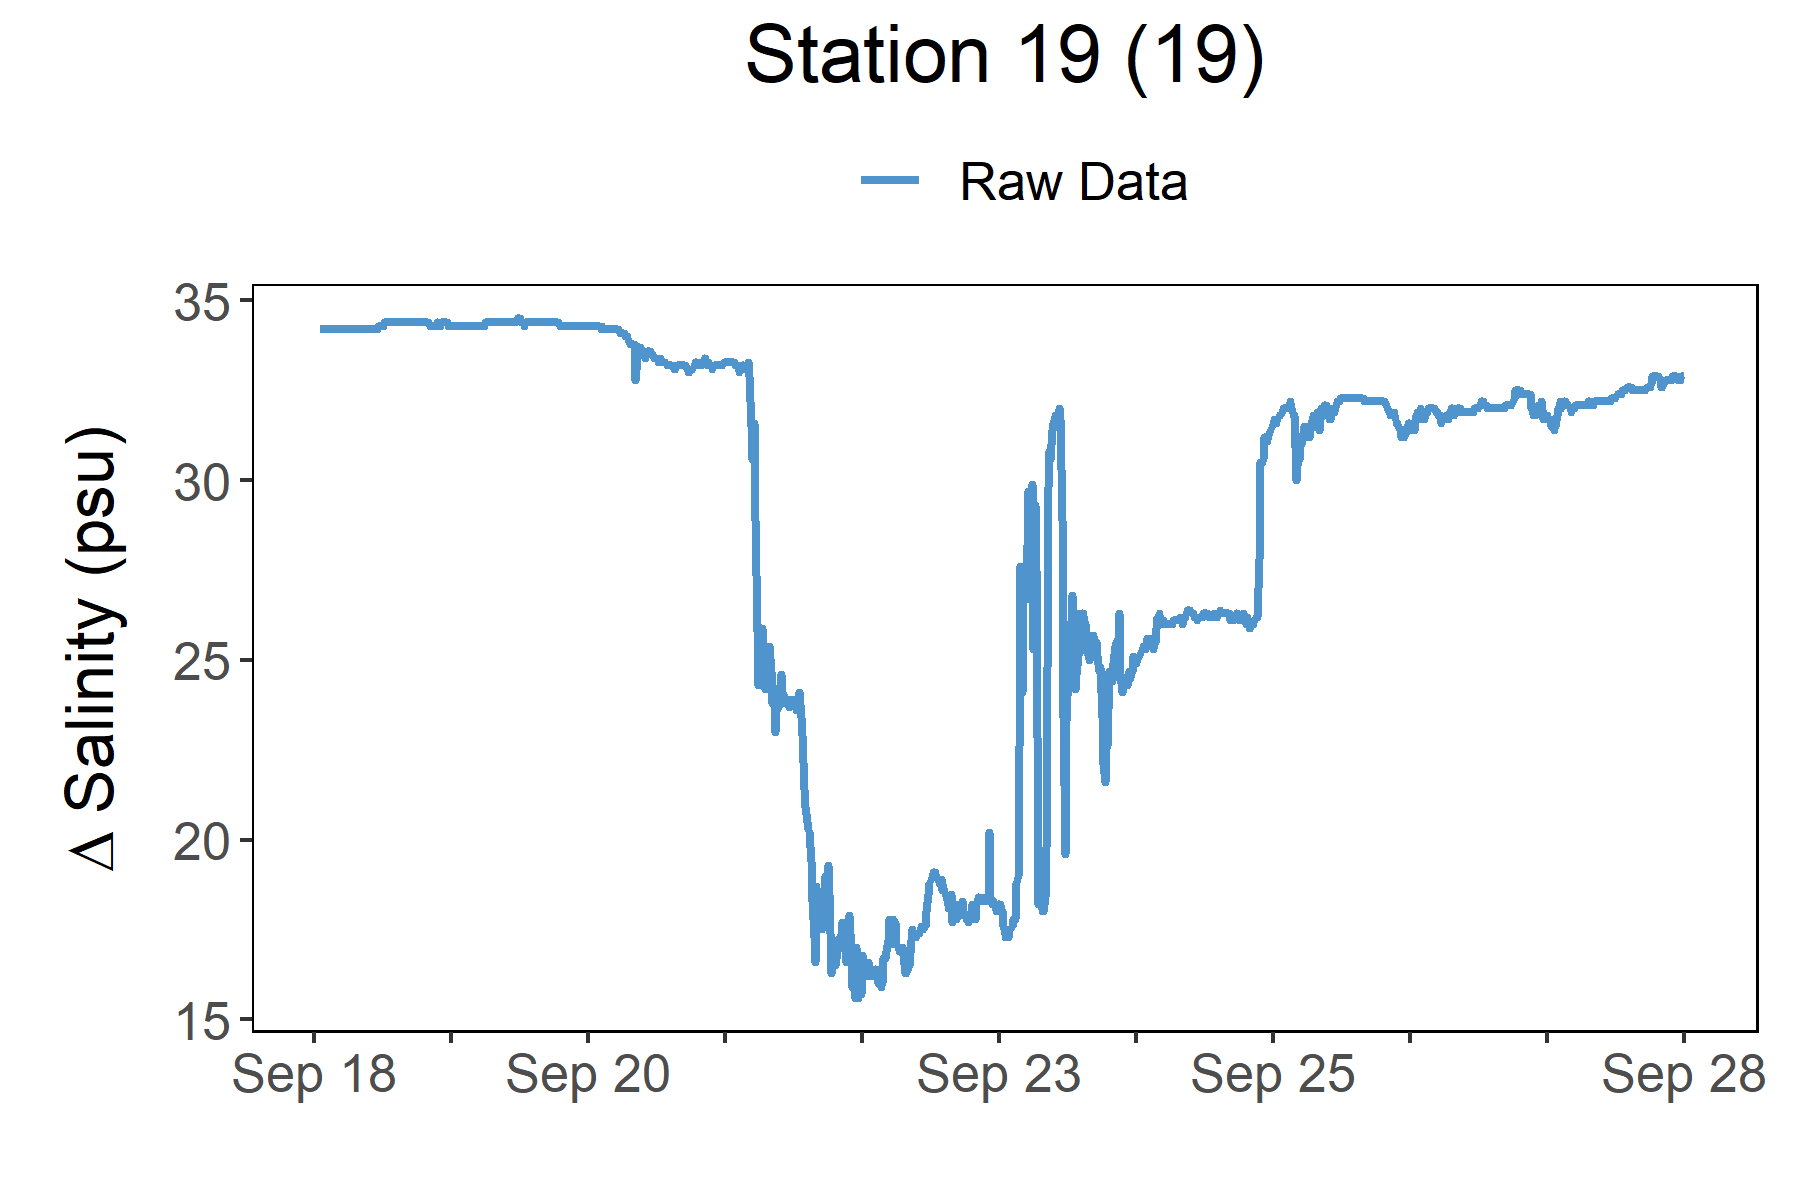 Station 19 (19)
Raw Data
Δ Salinity (psu)
35
30
25
20
15
Sep 18 Sep 20 Sep 23 Sep 25 Sep 28